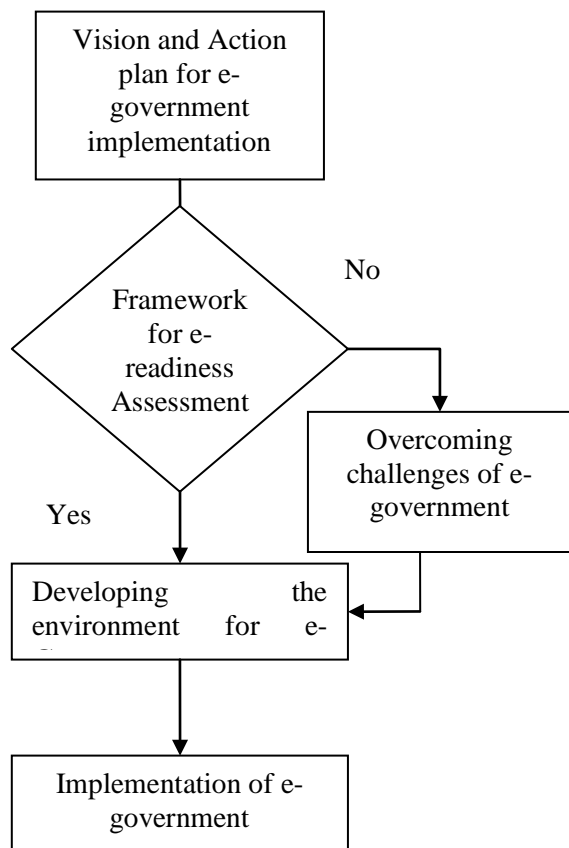 Vision and Action
plan for e-
government
implementation
No
Framework
for e-
readiness
Assessment
Overcoming
challenges of e-
government
Yes
Developing the
environment for e-
Implementation of e-
government